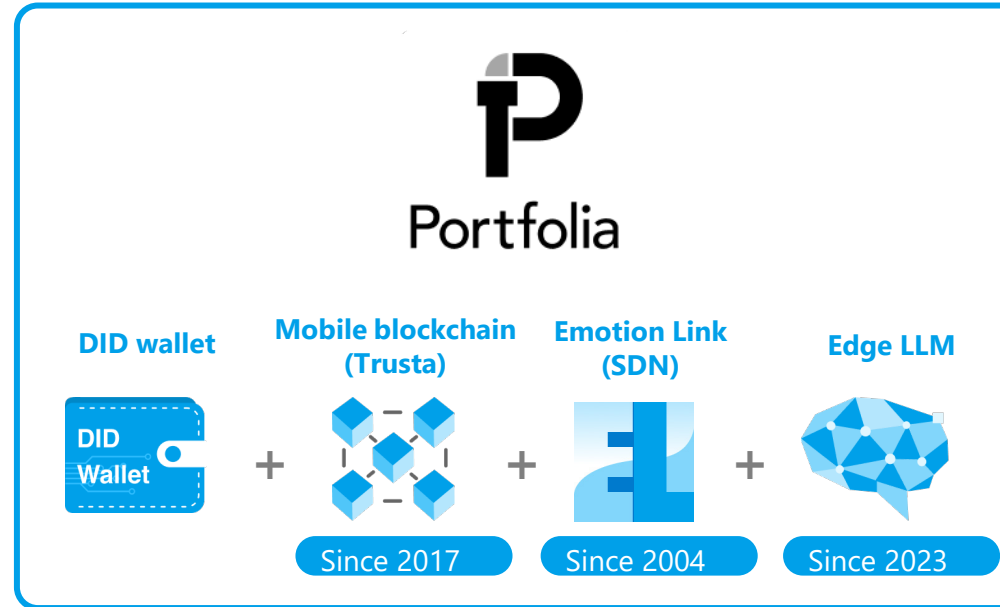 Portfolia
DID wallet
Mobile blockchain
(Trusta)
Emotion Link
(SDN)
Edge LLM
DID
Wallet
+
+
+
Since 2017
Since 2004
Since 2023